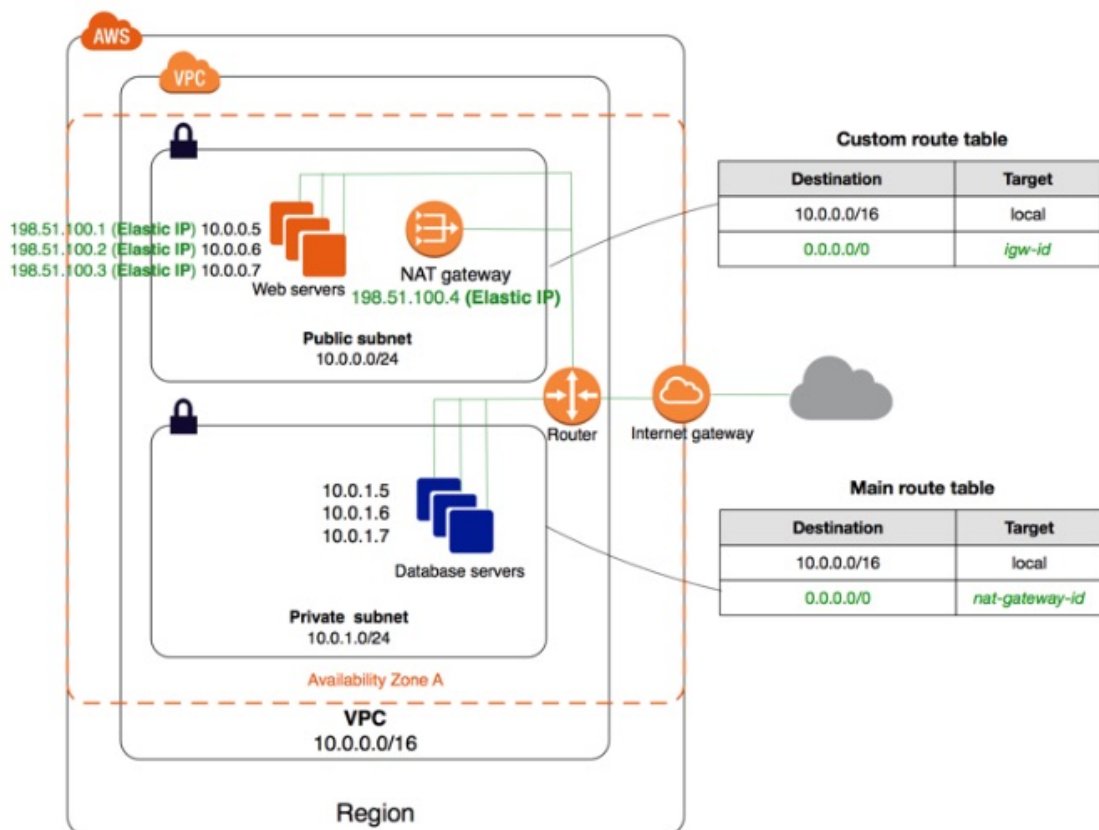 AWS
VPC
198.51.100.1 (Elastic IP) 10.0.0.5
198.51.100.2 (Elastic IP) 10.0.0.6
198.51.100.3 (Elastic IP) 10.0.0.7
Web servers
NAT gateway
198.51.100.4 (Elastic IP)
Public subnet
10.0.0.0/24
Router
Internet gateway
10.0.1.5
10.0.1.6
10.0.1.7
Database servers
Private subnet
10.0.1.0/24
Availability Zone A
VPC
10.0.0.0/16
Region
Custom route table
Destination Target
10.0.0.0/16 local
0.0.0.0/0 igw-id
Main route table
Destination Target
10.0.0.0/16 local
0.0.0.0/0 nat-gateway-id